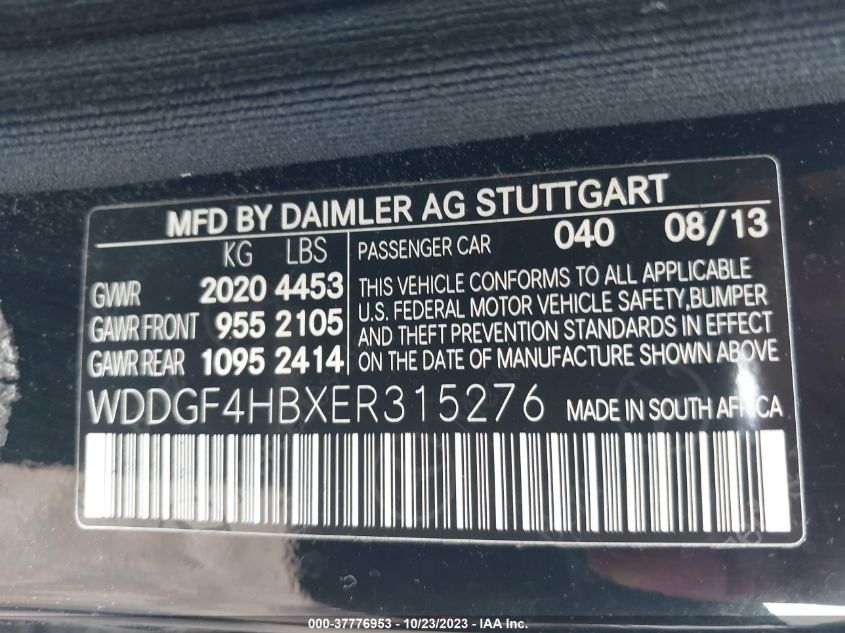 MFD BY DAIMLER AG STUTTGART
KG LBS
GVWR 2020 4453
GAWR FRONT 955 2105
GAWR REAR 1095 2414
PASSENGER CAR 040 08/13
THIS VEHICLE CONFORMS TO ALL APPLICABLE
U.S. FEDERAL MOTOR VEHICLE SAFETY,BUMPER
AND THEFT PREVENTION STANDARDS IN EFFECT
ON THE DATE OF MANUFACTURE SHOWN ABOVE
WDDGF4HBXER315276 MADE IN SOUTH AFRICA
000-37776953 - 10/23/2023 - IAA Inc.